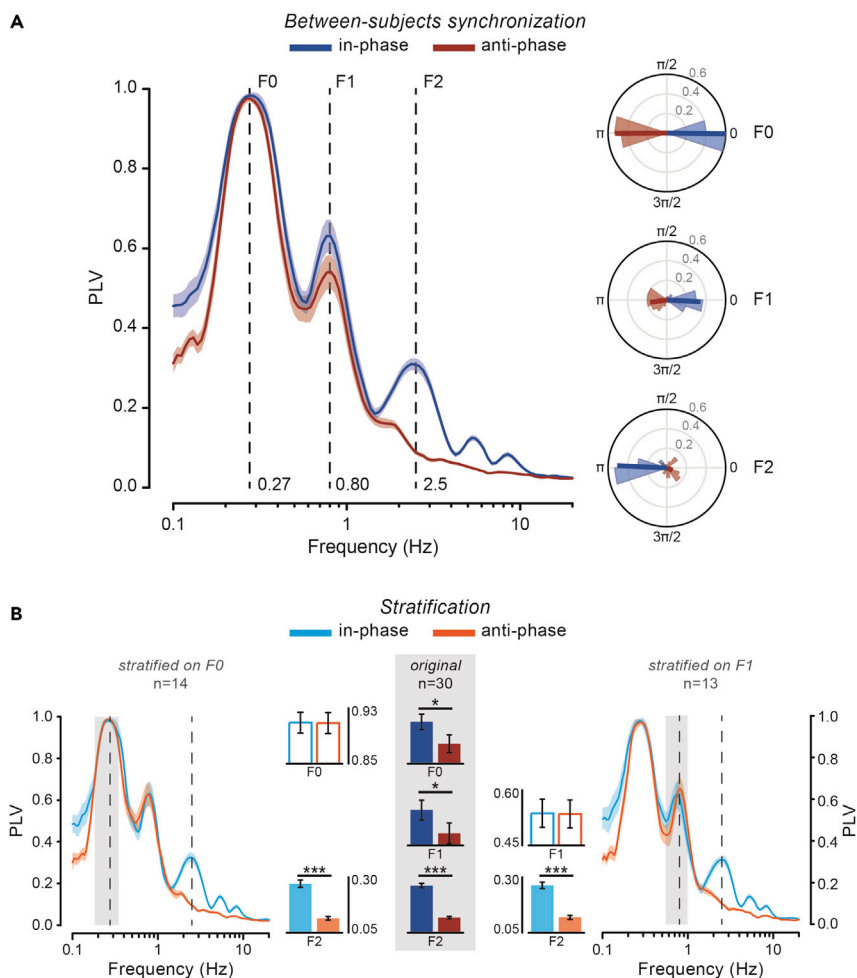 A
Between-subjects synchronization
in-phase anti-phase
F0 F1 F2
1.0
0.8
0.6
0.4
0.2
0.0
PLV
0.27 0.80 2.5
0.1 1 10
Frequency (Hz)
π/2
0.6
0.4
0.2
π 0 F0
3π/2
π/2
0.6
0.4
0.2
π 0 F1
3π/2
π/2
0.6
0.4
0.2
π 0 F2
3π/2
B
Stratification
in-phase anti-phase
stratified on F0
n=14
1.0
0.8
0.6
0.4
0.2
0.0
PLV
0.1 1 10
Frequency (Hz)
0.93
0.85
F0
***
0.30
0.05
F2
original
n=30
*
F0
*
F1
***
F2
0.60
0.45
F1
***
0.30
0.05
F2
stratified on F1
n=13
1.0
0.8
0.6
0.4
0.2
0.0
PLV
0.1 1 10
Frequency (Hz)